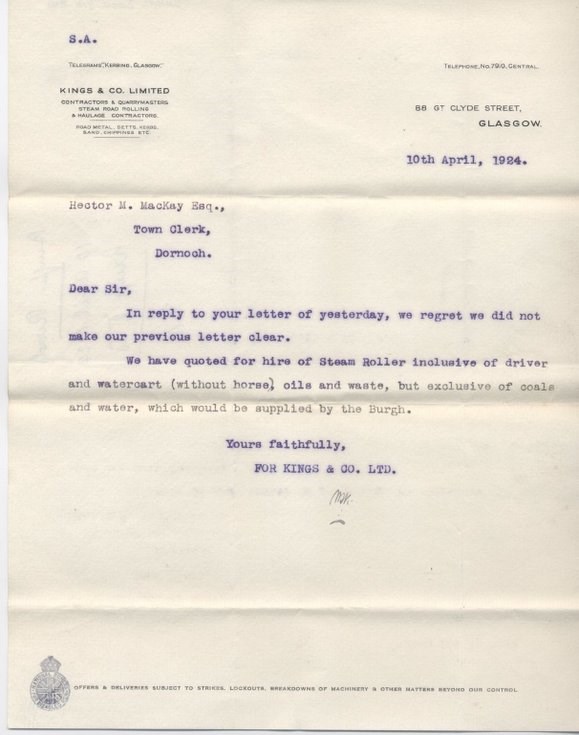 S.A.
TELEGRAMS, "KERBING, GLASGOW."
TELEPHONE, No. 790, CENTRAL.
KINGS & CO. LIMITED
CONTRACTORS & QUARRYMASTERS
STEAM ROAD ROLLING
& HAULAGE CONTRACTORS.
ROAD METAL, SETTS, KERBS,
SAND, CHIPPINGS ETC.
88 GT CLYDE STREET,
GLASGOW.
10th April, 1924.
Hector M. MacKay Esq.,
Town Clerk,
Dornoch.
Dear Sir,
In reply to your letter of yesterday, we regret we did not
make our previous letter clear.
We have quoted for hire of Steam Roller inclusive of driver
and watercart (without horse) oils and waste, but exclusive of coals
and water, which would be supplied by the Burgh.
Yours faithfully,
FOR KINGS & CO. LTD.
OFFERS & DELIVERIES SUBJECT TO STRIKES, LOCKOUTS, BREAKDOWNS OF MACHINERY & OTHER MATTERS BEYOND OUR CONTROL